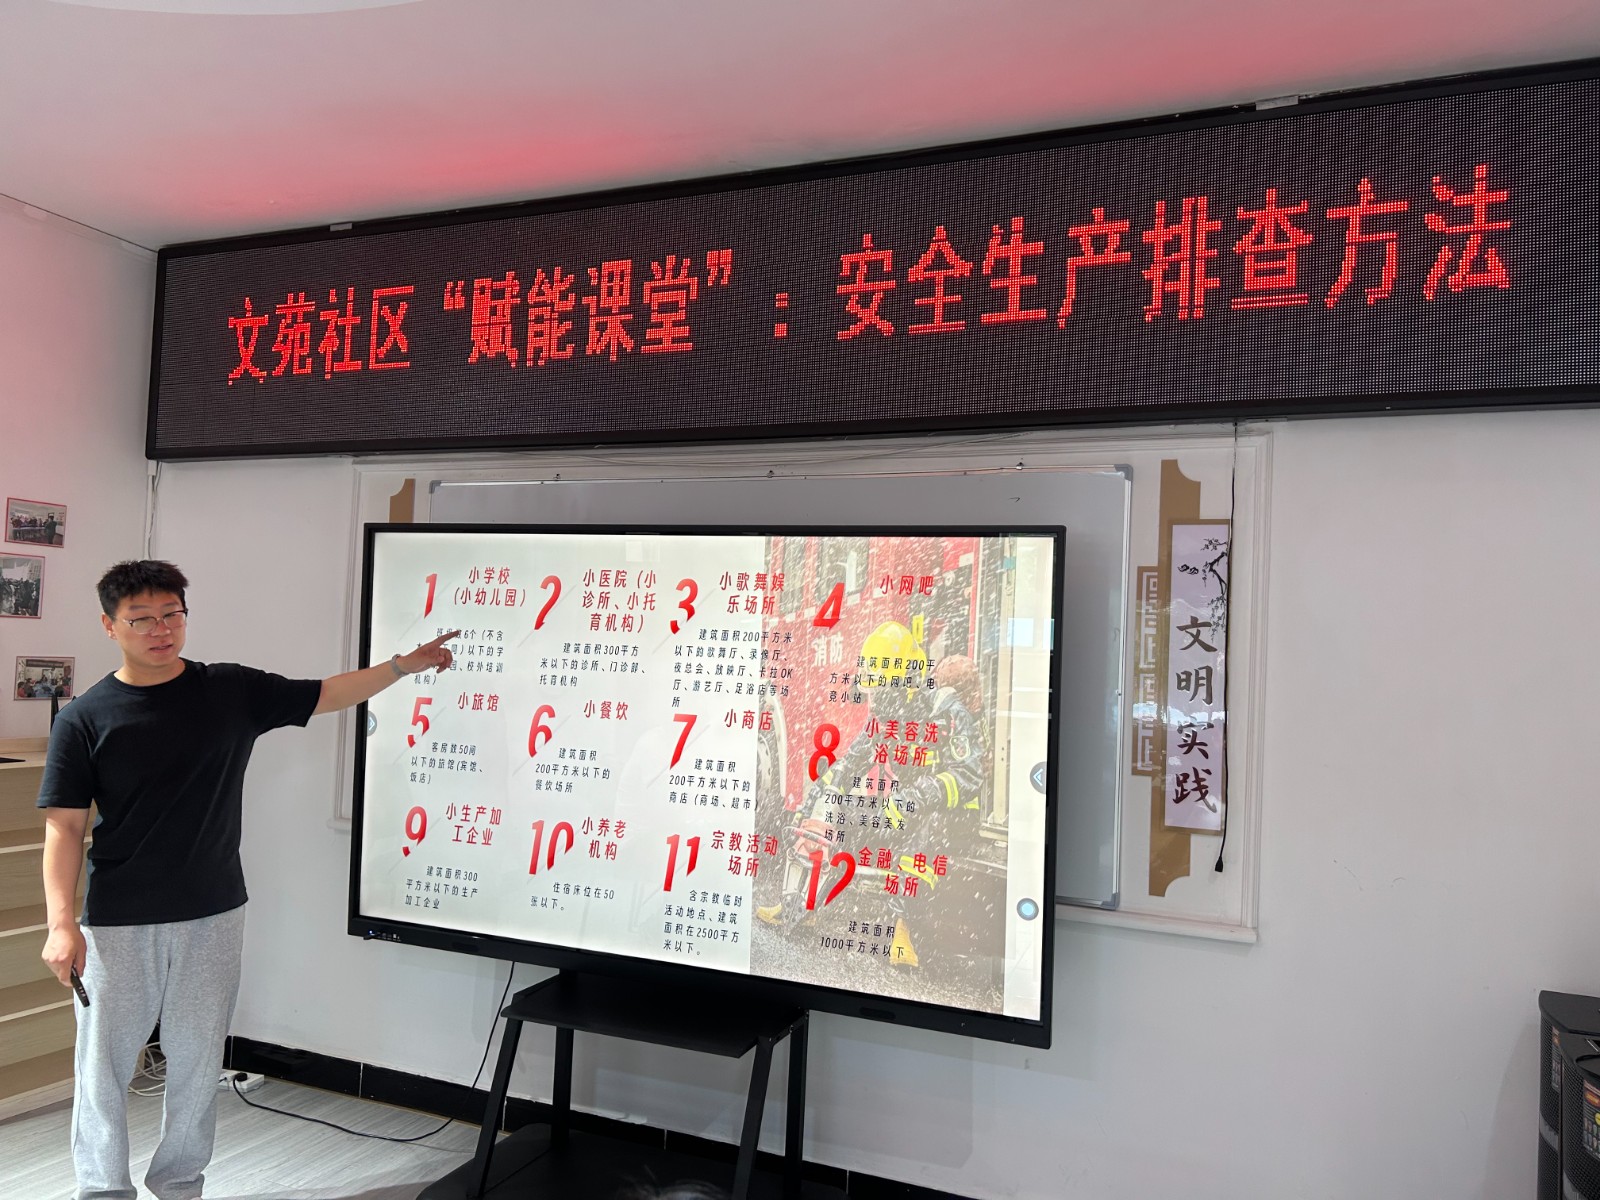 文苑社区“赋能课堂”：安全生产排查方法
1
小学校
（小幼儿园）
6个（不含
以下的学
校外培训
机构）
2
小医院（小
诊所、小托
育机构）
建筑面积300平方
米以下的诊所、门诊部、
托育机构
3
小歌舞娱
乐场所
建筑面积200平方米
以下的歌舞厅、录像厅、
夜总会、放映厅、卡拉OK
厅、游艺厅、足浴店等场
所
4
小网吧
建筑面积200平
方米以下的网吧、电
竞小站
5
小旅馆
客房数50间
以下的旅馆(宾馆、
饭店)
6
小餐饮
建筑面积
200平方米以下的
餐饮场所
7
小商店
建筑面积
200平方米以下的
商店（商场、超市）
8
小美容洗
浴场所
建筑面积
200平方米以下的
洗浴、美容美发
场所
9
小生产加
工企业
建筑面积300
平方米以下的生产
加工企业
10
小养老
机构
住宿床位在50
张以下。
11
宗教活动
场所
含宗教临时
活动地点、建筑
面积在2500平方
米以下。
12
金融、电信
场所
建筑面积
1000平方米以下
消防
文明实践